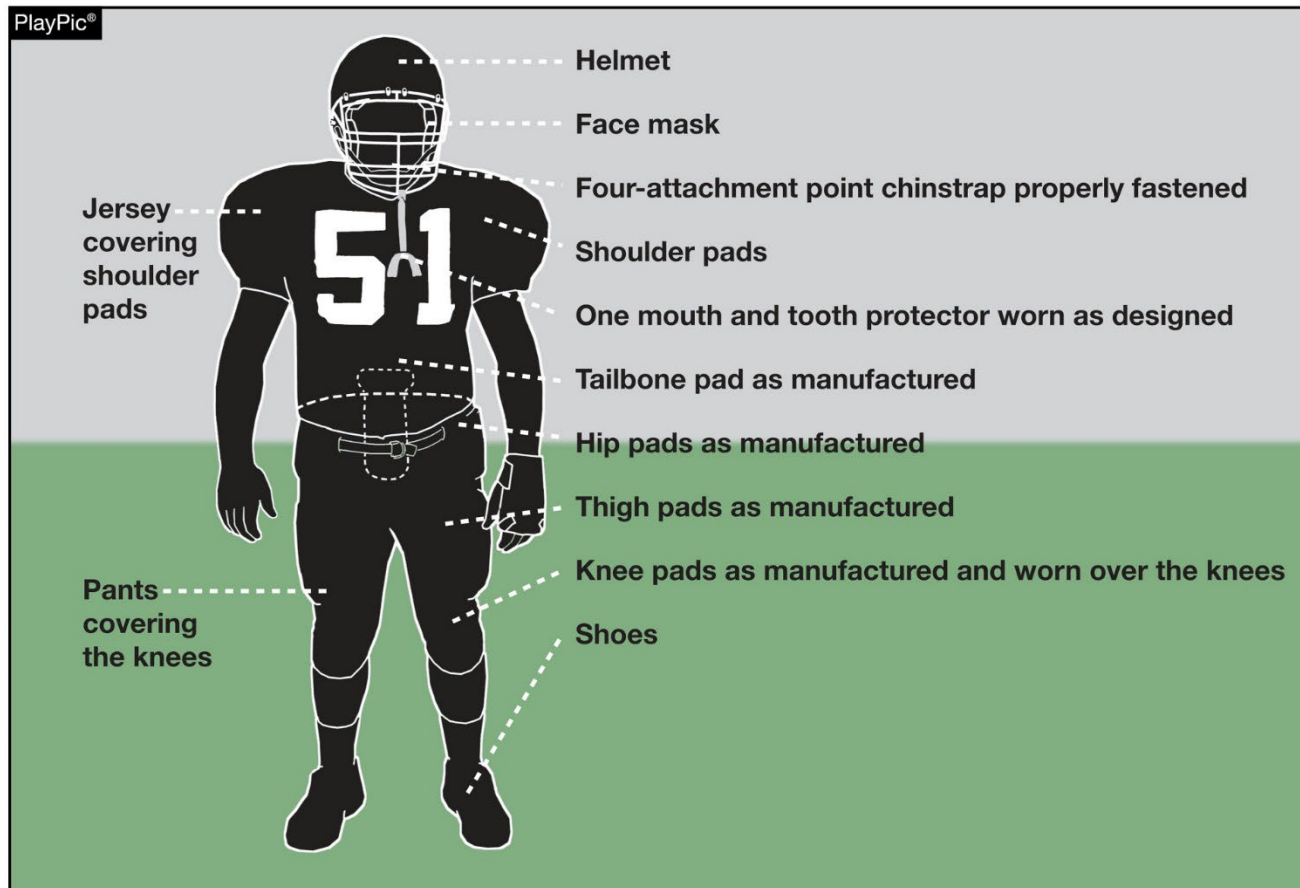 PlayPic®
Helmet
Face mask
Four-attachment point chinstrap properly fastened
Jersey
covering
shoulder
pads
Shoulder pads
51
One mouth and tooth protector worn as designed
Tailbone pad as manufactured
Hip pads as manufactured
Thigh pads as manufactured
Knee pads as manufactured and worn over the knees
Pants
covering
the knees
Shoes